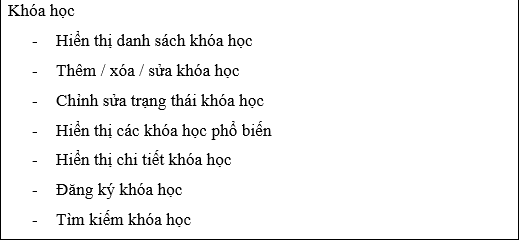 Khóa học
- Hiển thị danh sách khóa học
- Thêm / xóa / sửa khóa học
- Chỉnh sửa trạng thái khóa học
- Hiển thị các khóa học phổ biến
- Hiển thị chi tiết khóa học
- Đăng ký khóa học
- Tìm kiếm khóa học